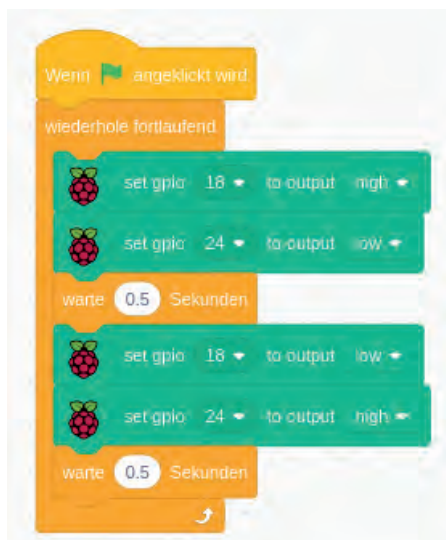 Wenn angeklickt wird
wiederhole fortlaufend
set gpio 18 to output high
set gpio 24 to output low
warte 0.5 Sekunden
set gpio 18 to output low
set gpio 24 to output high
warte 0.5 Sekunden